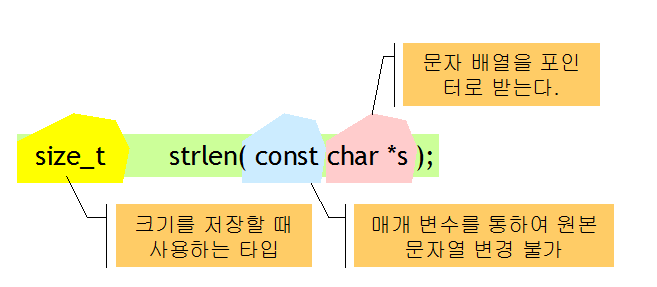 문자 배열을 포인
터로 받는다.
size_t strlen( const char *s );
크기를 저장할 때
사용하는 타입
매개 변수를 통하여 원본
문자열 변경 불가